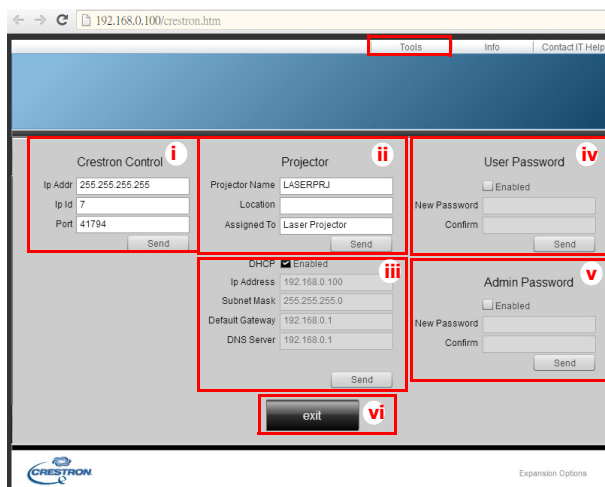 192.168.0.100/crestron.htm
Tools Info Contact IT Help
Crestron Control i
Ip Addr 255.255.255.255
Ip Id 7
Port 41794
Send
Projector ii
Projector Name LASERPRJ
Location
Assigned To Laser Projector
Send
DHCP Enabled iii
Ip Address 192.168.0.100
Subnet Mask 255.255.255.0
Default Gateway 192.168.0.1
DNS Server 192.168.0.1
Send
User Password iv
Enabled
New Password
Confirm
Send
Admin Password v
Enabled
New Password
Confirm
Send
exit vi
CRESTRON
Expansion Options